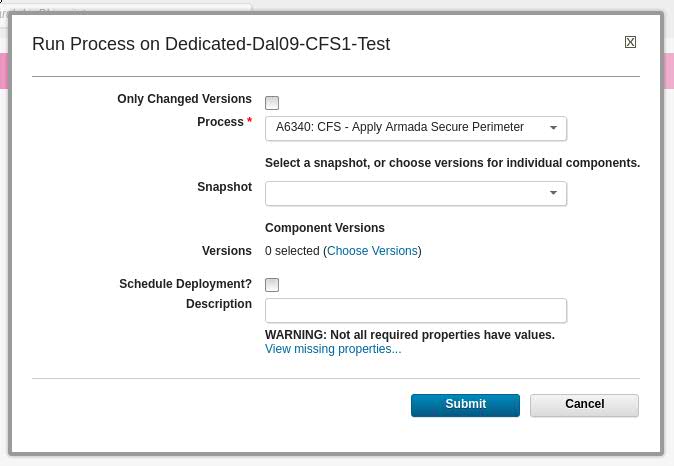 Run Process on Dedicated-Dal09-CFS1-Test
Only Changed Versions
Process *
A6340: CFS - Apply Armada Secure Perimeter
Select a snapshot, or choose versions for individual components.
Snapshot
Component Versions
Versions 0 selected (Choose Versions)
Schedule Deployment?
Description
WARNING: Not all required properties have values.
View missing properties...
Submit Cancel